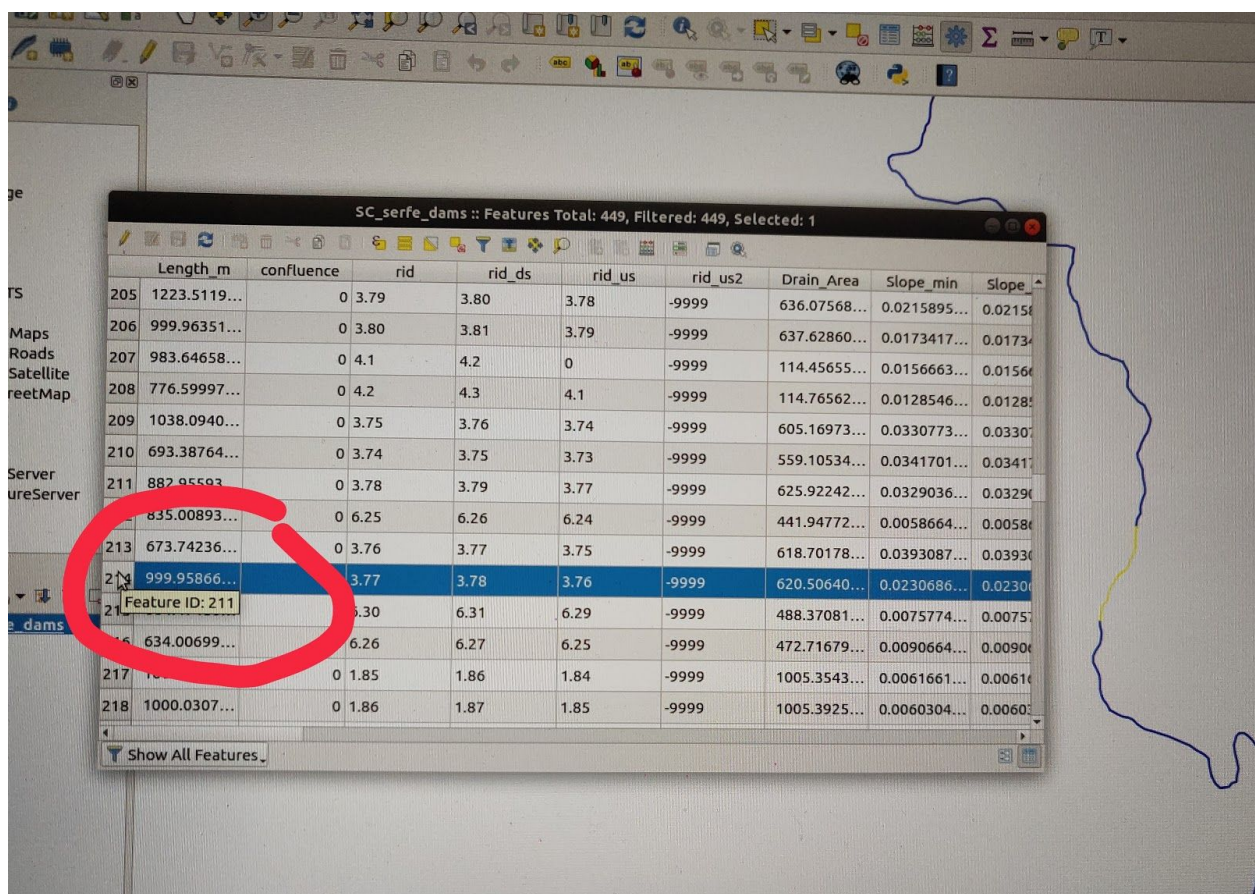 abc
ab
T
?
ge
SC_serfe_dams :: Features Total: 449, Filtered: 449, Selected: 1
Length_m confluence rid rid_ds rid_us rid_us2 Drain_Area Slope_min Slope_
TS
205 1223.5119... 0 3.79 3.80 3.78 -9999 636.07568... 0.0215895... 0.02158
Maps
206 999.96351... 0 3.80 3.81 3.79 -9999 637.62860... 0.0173417... 0.0173
Roads
207 983.64658... 0 4.1 4.2 0 -9999 114.45655... 0.0156663... 0.0156
Satellite
208 776.59997... 0 4.2 4.3 4.1 -9999 114.76562... 0.0128546... 0.0128
reetMap
209 1038.0940... 0 3.75 3.76 3.74 -9999 605.16973... 0.0330773... 0.0330
210 693.38764... 0 3.74 3.75 3.73 -9999 559.10534... 0.0341701... 0.0341
Server
211 882.95593... 0 3.78 3.79 3.77 -9999 625.92242... 0.0329036... 0.0329
ureServer
835.00893... 0 6.25 6.26 6.24 -9999 441.94772... 0.0058664... 0.0058
213 673.74236... 0 3.76 3.77 3.75 -9999 618.70178... 0.0393087... 0.0393
999.95866... 3.77 3.78 3.76 -9999 620.50640... 0.0230686... 0.0230
Feature ID: 211
6.30 6.31 6.29 -9999 488.37081... 0.0075774... 0.0075
e_dams
634.00699... 6.26 6.27 6.25 -9999 472.71679... 0.0090664... 0.0090
217 0 1.85 1.86 1.84 -9999 1005.3543... 0.0061661... 0.0061
218 1000.0307... 0 1.86 1.87 1.85 -9999 1005.3925... 0.0060304... 0.0060
Show All Features